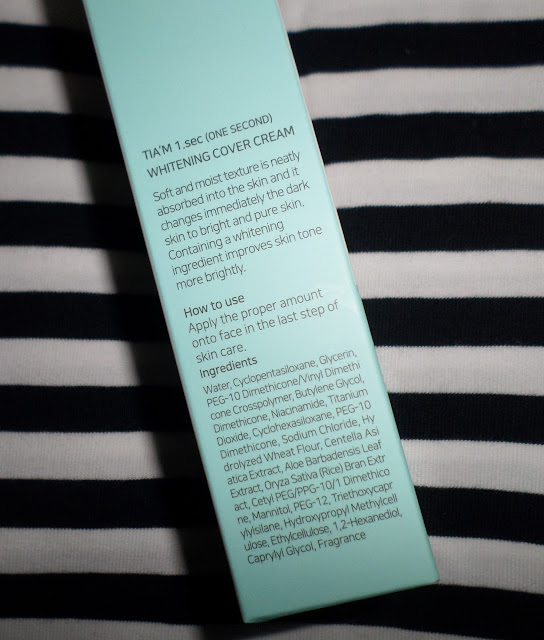 TIA'M 1.sec (ONE SECOND)
WHITENING COVER CREAM
Soft and moist texture is neatly
absorbed into the skin and it
changes immediately the dark
skin to bright and pure skin.
Containing a whitening
ingredient improves skin tone
more brightly.
How to use
Apply the proper amount
onto face in the last step of
skin care.
Ingredients
Water, Cyclopentasiloxane, Glycerin,
PEG-10 Dimethicone/Vinyl Dimethi
cone Crosspolymer, Butylene Glycol,
Dimethicone, Niacinamide, Titanium
Dioxide, Cyclohexasiloxane, PEG-10
Dimethicone, Sodium Chloride, Hy
drolyzed Wheat Flour, Centella Asi
atica Extract, Aloe Barbadensis Leaf
Extract, Oryza Sativa (Rice) Bran Extr
act, Cetyl PEG/PPG-10/1 Dimethico
ne, Mannitol, PEG-12, Triethoxycapr
ylylsilane, Hydroxypropyl Methylcell
ulose, Ethylcellulose, 1,2-Hexanediol,
Caprylyl Glycol, Fragrance